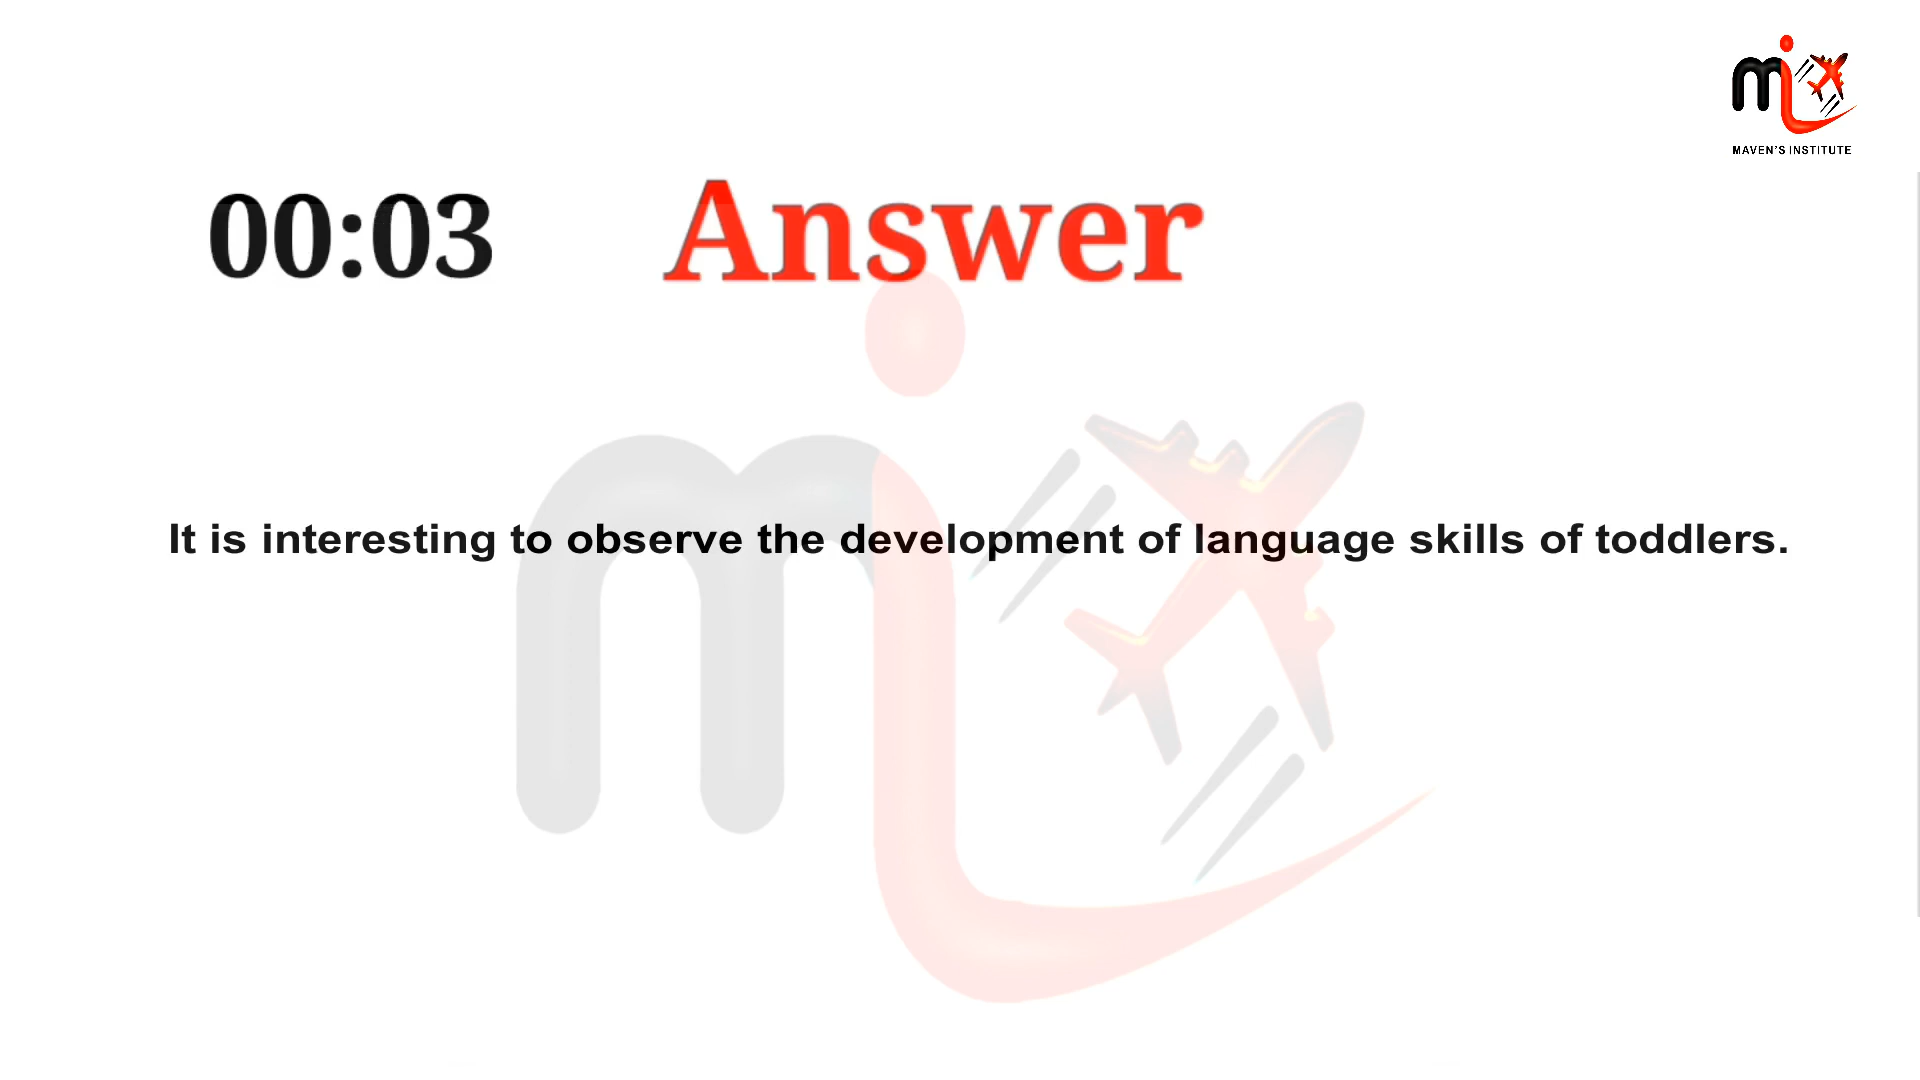 MAVEN'S INSTITUTE
00:03 Answer
It is interesting to observe the development of language skills of toddlers.